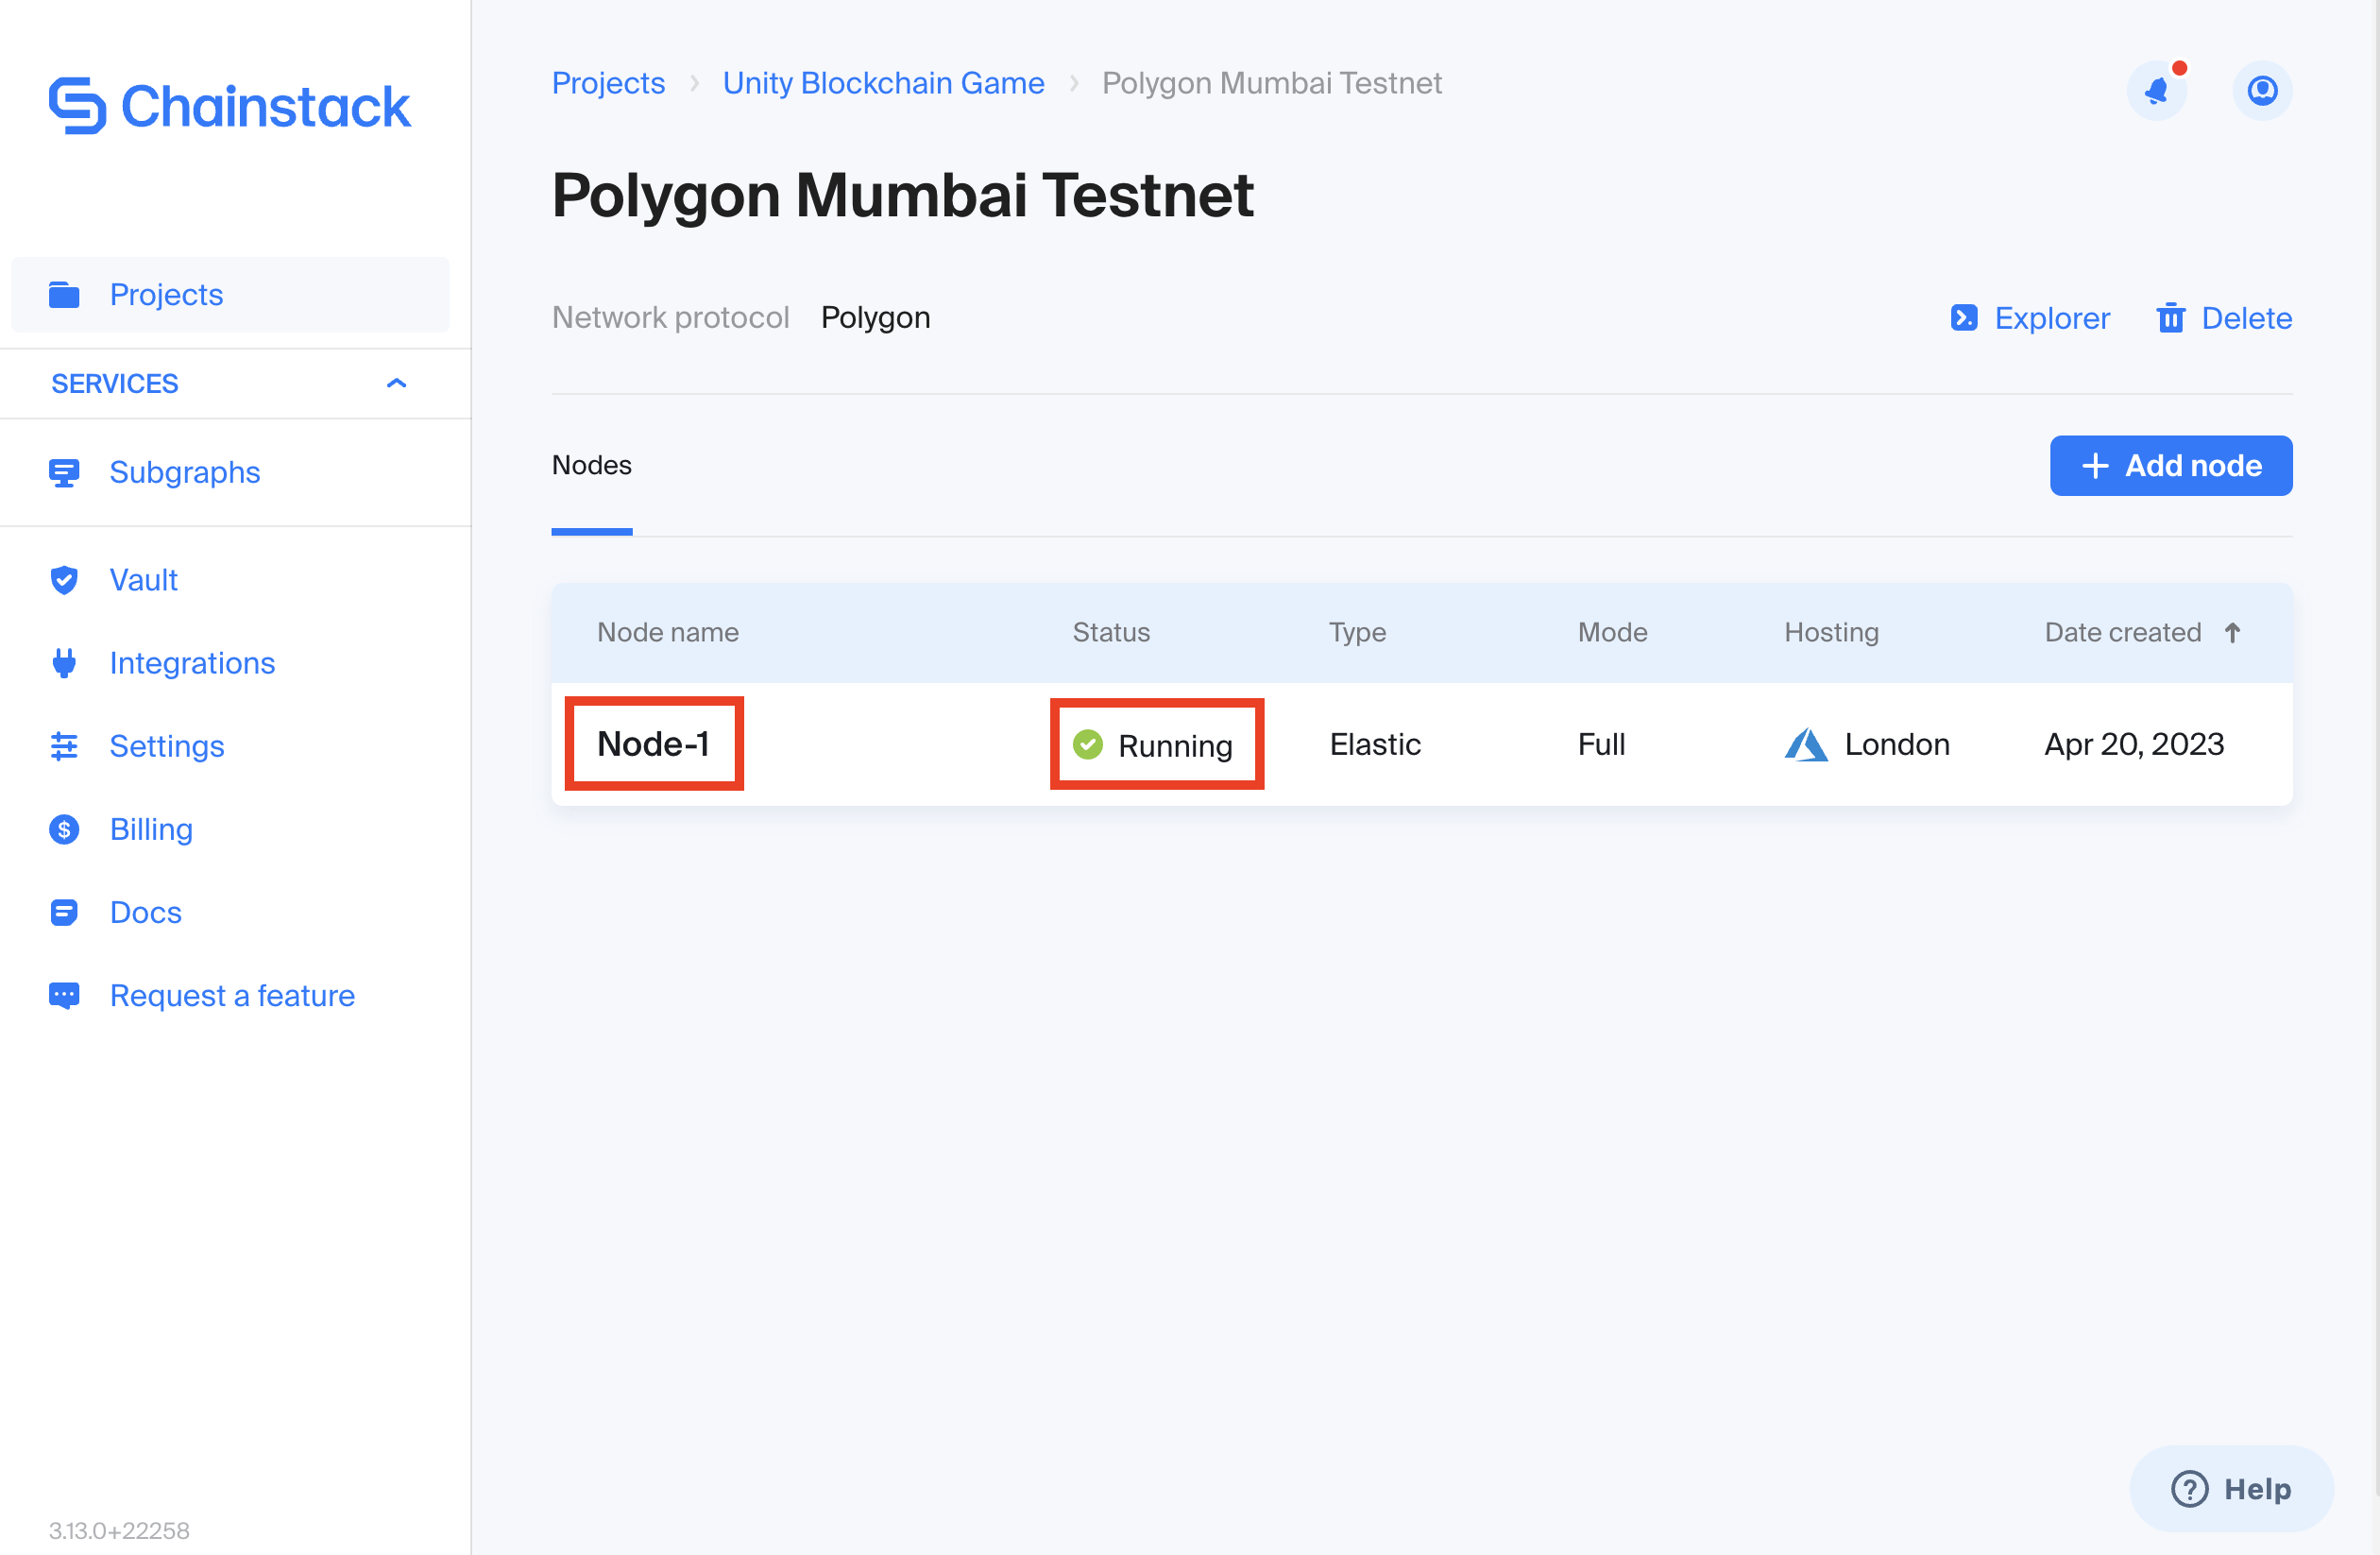 Chainstack
Projects
SERVICES
Subgraphs
Vault
Integrations
Settings
Billing
Docs
Request a feature
3.13.0+22258
Projects > Unity Blockchain Game > Polygon Mumbai Testnet
Polygon Mumbai Testnet
Network protocol Polygon
Explorer Delete
Nodes
+ Add node
Node name Status Type Mode Hosting Date created ↑
Node-1 Running Elastic Full London Apr 20, 2023
Help